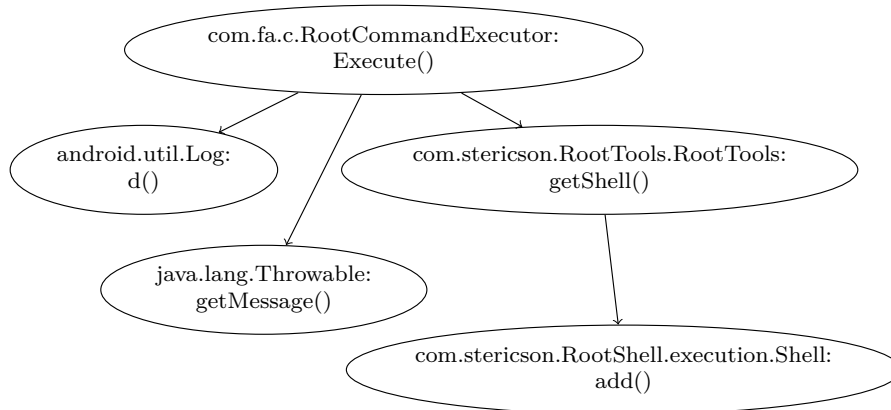 com.fa.c.RootCommandExecutor:
Execute()
android.util.Log:
d()
com.stericson.RootTools.RootTools:
getShell()
java.lang.Throwable:
getMessage()
com.stericson.RootShell.execution.Shell:
add()